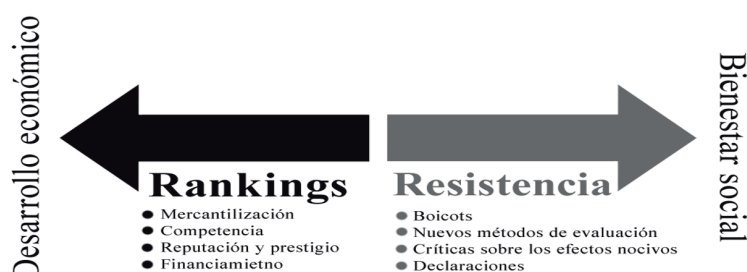 Desarrollo económico
Rankings
● Mercantilización
● Competencia
● Reputación y prestigio
● Financiamietno
Resistencia
● Boicots
● Nuevos métodos de evaluación
● Críticas sobre los efectos nocivos
● Declaraciones
Bienestar social